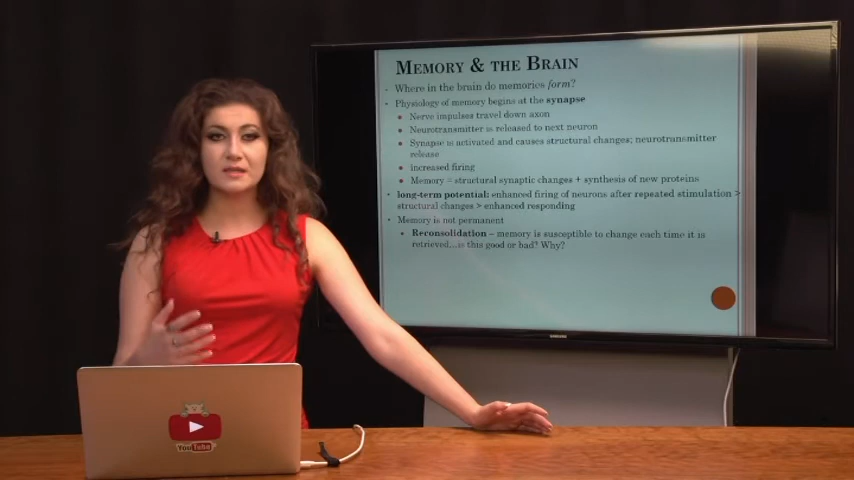 MEMORY & THE BRAIN
Where in the brain do memories form?
Physiology of memory begins at the synapse
Nerve impulses travel down axon
Neurotransmitter is released to next neuron
Synapse is activated and causes structural changes; neurotransmitter
release
increased firing
Memory = structural synaptic changes + synthesis of new proteins
long-term potential: enhanced firing of neurons after repeated stimulation >
structural changes > enhanced responding
Memory is not permanent
Reconsolidation – memory is susceptible to change each time it is
retrieved...is this good or bad? Why?
SAMSUNG
YouTube